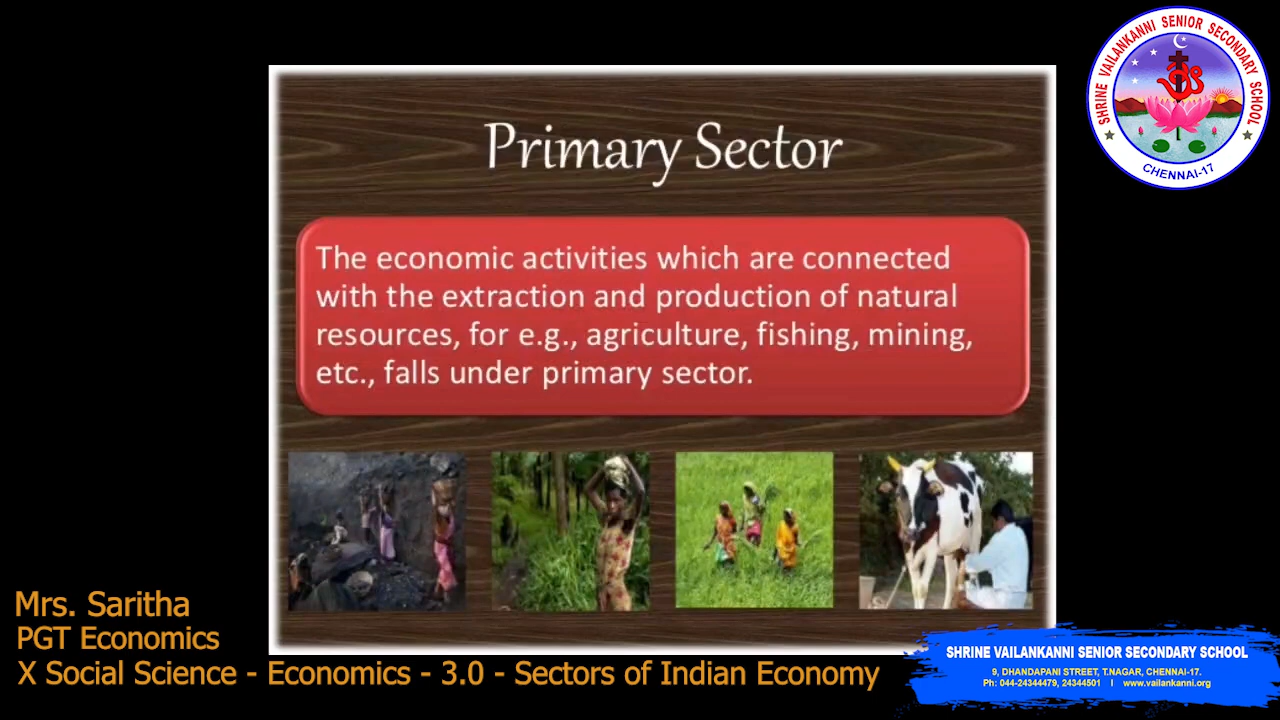 SHRINE VAILANKANNI SENIOR SECONDARY SCHOOL
CHENNAI-17
Primary Sector
The economic activities which are connected
with the extraction and production of natural
resources, for e.g., agriculture, fishing, mining,
etc., falls under primary sector.
Mrs. Saritha
PGT Economics
X Social Science - Economics - 3.0 - Sectors of Indian Economy
SHRINE VAILANKANNI SENIOR SECONDARY SCHOOL
9, DHANDAPANI STREET, T.NAGAR, CHENNAI-17.
Ph: 044-24344479, 24344501 I www.vailankanni.org